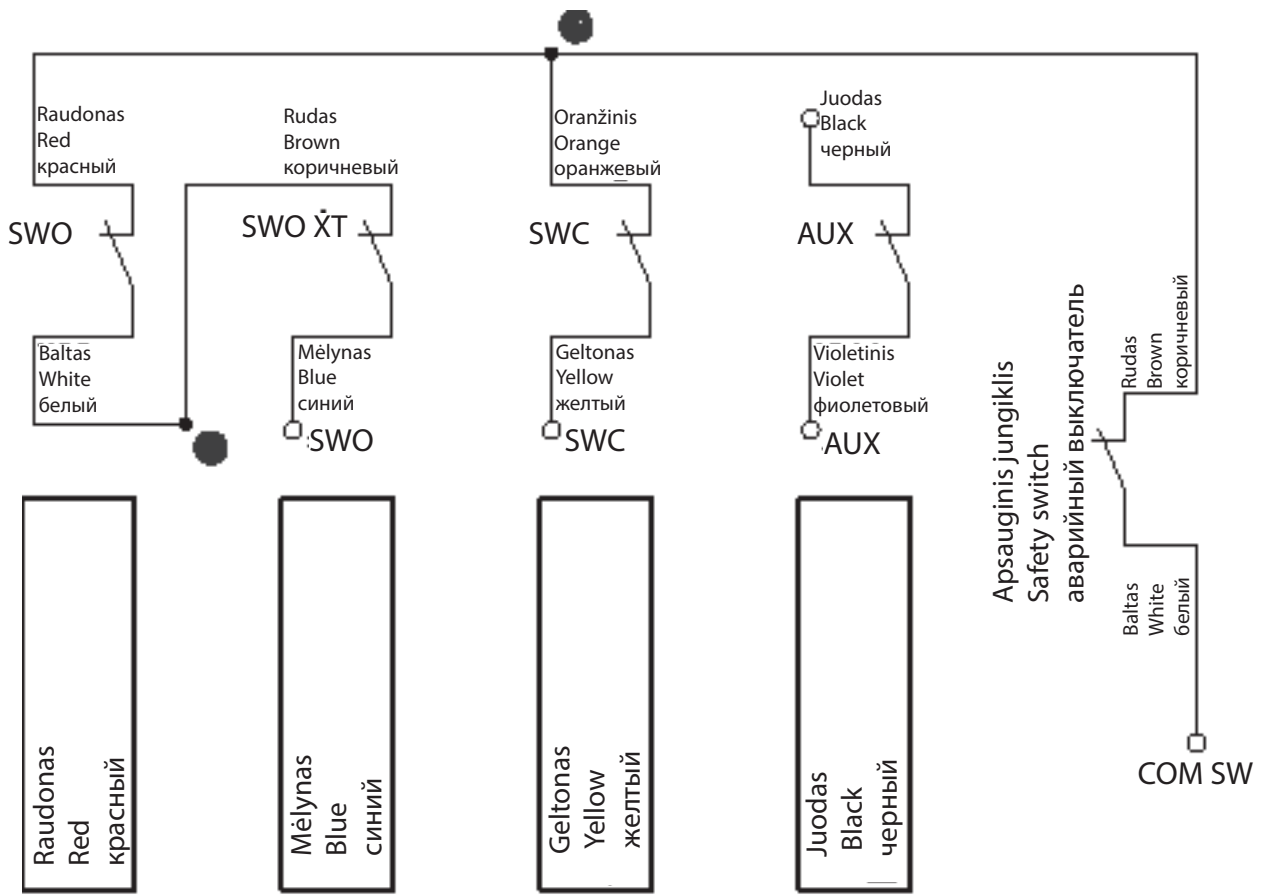 Raudonas
Red
красный
Rudas
Brown
коричневый
Oranžinis
Orange
оранжевый
Juodas
Black
черный
SWO
SWO XT
SWC
AUX
Baltas
White
белый
Mėlynas
Blue
синий
Geltonas
Yellow
желтый
Violetinis
Violet
фиолетовый
SWO
SWC
AUX
Apsauginis jungiklis
Safety switch
аварийный выключатель
Rudas
Brown
коричневый
Baltas
White
белый
COM SW
Raudonas
Red
красный
Mėlynas
Blue
синий
Geltonas
Yellow
желтый
Juodas
Black
черный